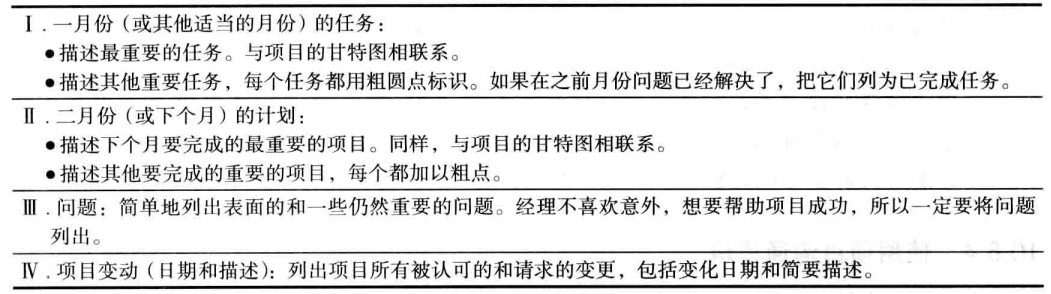 Ⅰ．一月份（或其他适当的月份）的任务：
●描述最重要的任务。与项目的甘特图相联系。
●描述其他重要任务，每个任务都用粗圆点标识。如果在之前月份问题已经解决了，把它们列为已完成任务。
Ⅱ．二月份（或下个月）的计划：
●描述下个月要完成的最重要的项目。同样，与项目的甘特图相联系。
●描述其他要完成的重要的项目，每个都加以粗点。
Ⅲ．问题：简单地列出表面的和一些仍然重要的问题。经理不喜欢意外，想要帮助项目成功，所以一定要将问题
列出。
Ⅳ．项目变动（日期和描述）：列出项目所有被认可的和请求的变更，包括变化日期和简要描述。